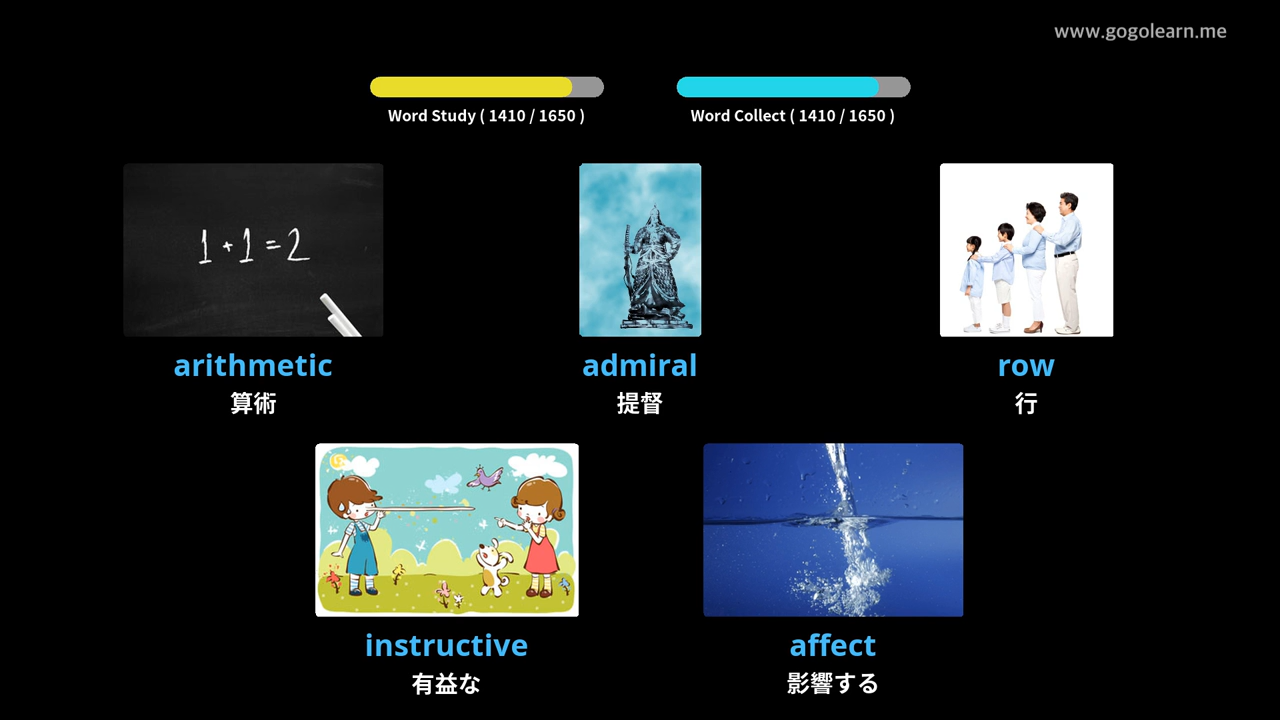 www.gogolearn.me
Word Study ( 1410 / 1650 )
Word Collect ( 1410 / 1650 )
1 + 1 = 2
arithmetic
算術
admiral
提督
row
行
instructive
有益な
affect
影響する